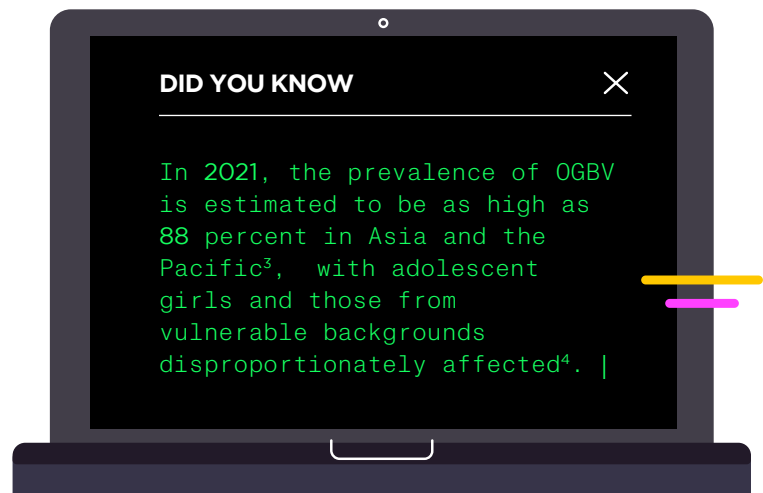 DID YOU KNOW
In 2021, the prevalence of OGBV
is estimated to be as high as
88 percent in Asia and the
Pacific³, with adolescent
girls and those from
vulnerable backgrounds
disproportionately affected⁴. |